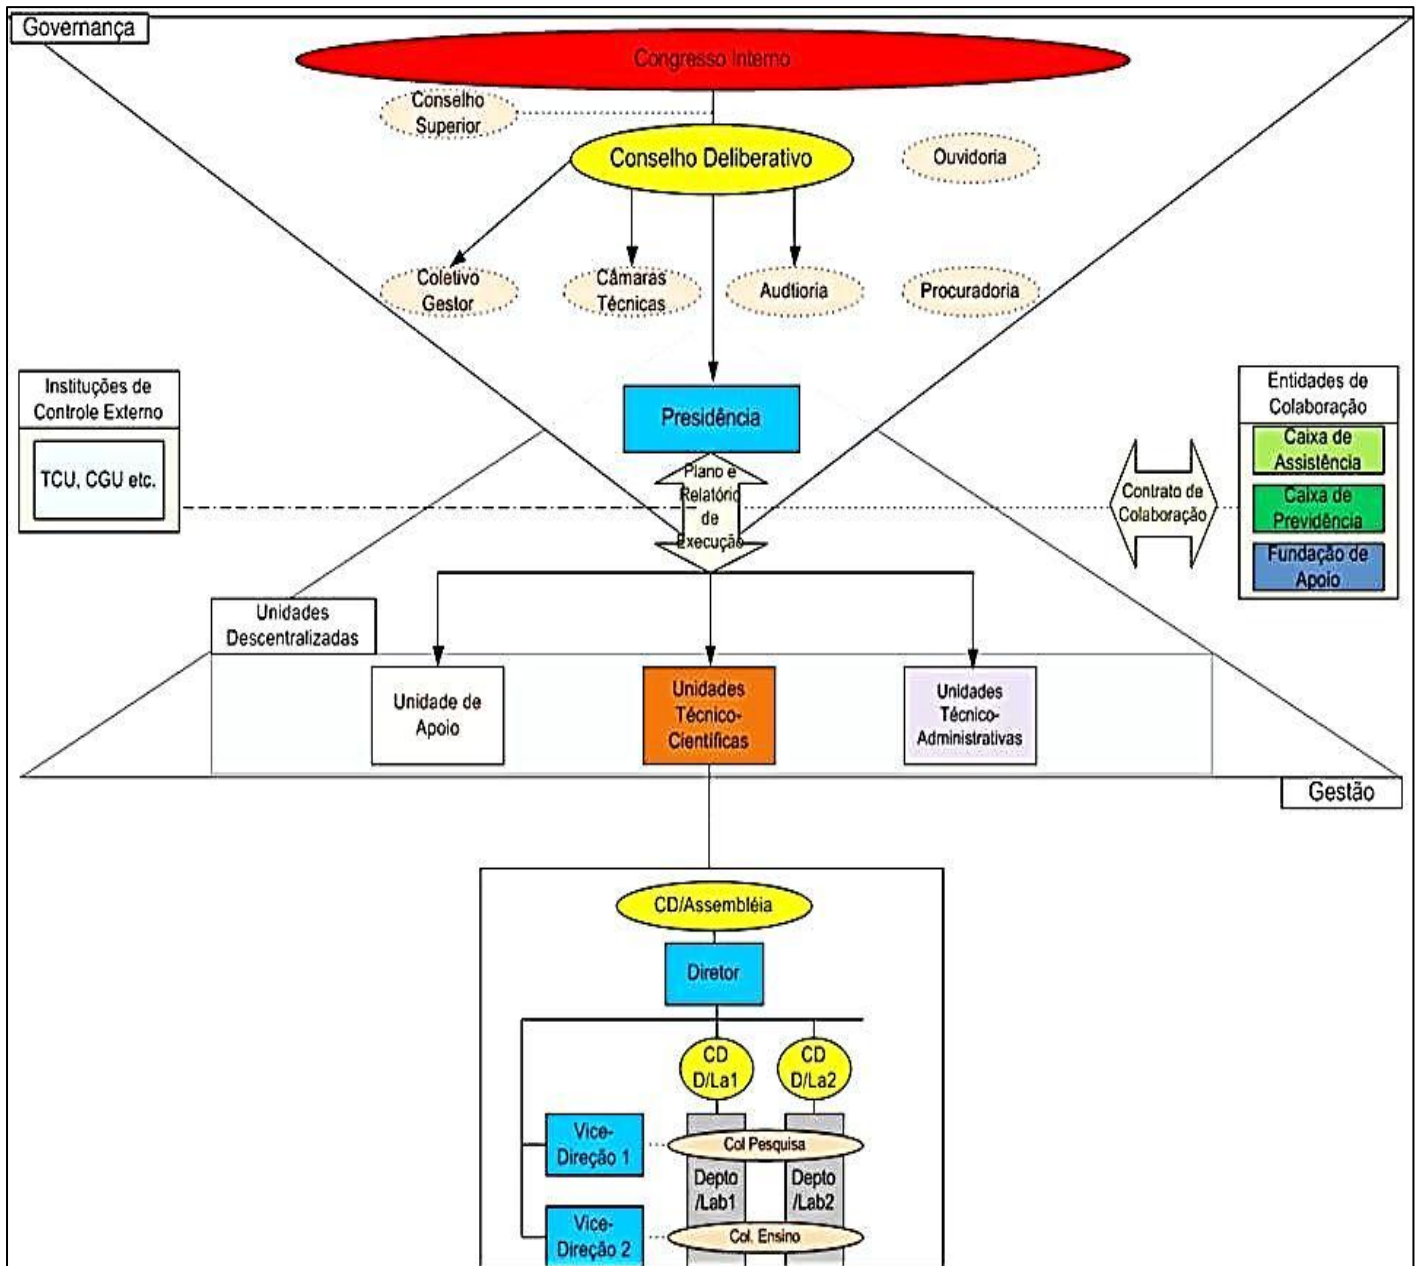 Governança
Congresso Interno
Conselho
Superior
Conselho Deliberativo
Ouvidoria
Coletivo
Gestor
Câmaras
Técnicas
Audtioria
Procuradoria
Instituções de
Controle Externo
TCU, CGU etc.
Presidência
Plano e
Relatório
de
Execução
Entidades de
Colaboração
Caixa de
Assistência
Caixa de
Previdência
Fundação de
Apoio
Contrato de
Colaboração
Unidades
Descentralizadas
Unidade de
Apoio
Unidades
Técnico-
Científicas
Unidades
Técnico-
Administrativas
Gestão
CD/Assembléia
Diretor
CD
D/La1
CD
D/La2
Vice-
Direção 1
Col Pesquisa
Depto
/Lab1
Depto
/Lab2
Vice-
Direção 2
Col. Ensino